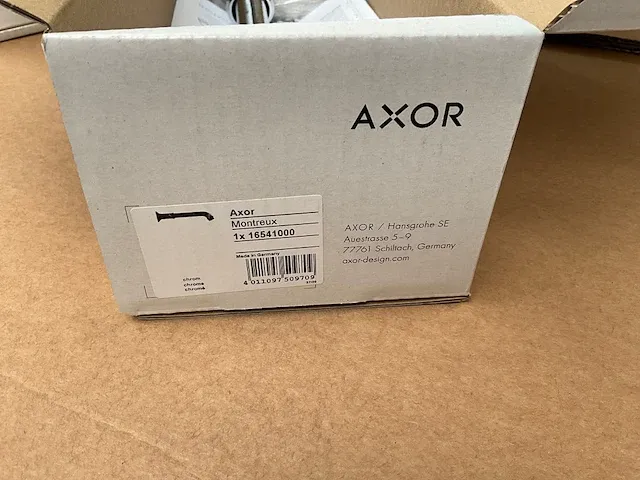 AXOR
Axor
Montreux
1x 16541000
Made in Germany
chrom
chrome
chromé
4 011097 509709
AXOR / Hansgrohe SE
Auestrasse 5–9
77761 Schiltach, Germany
axor-design.com